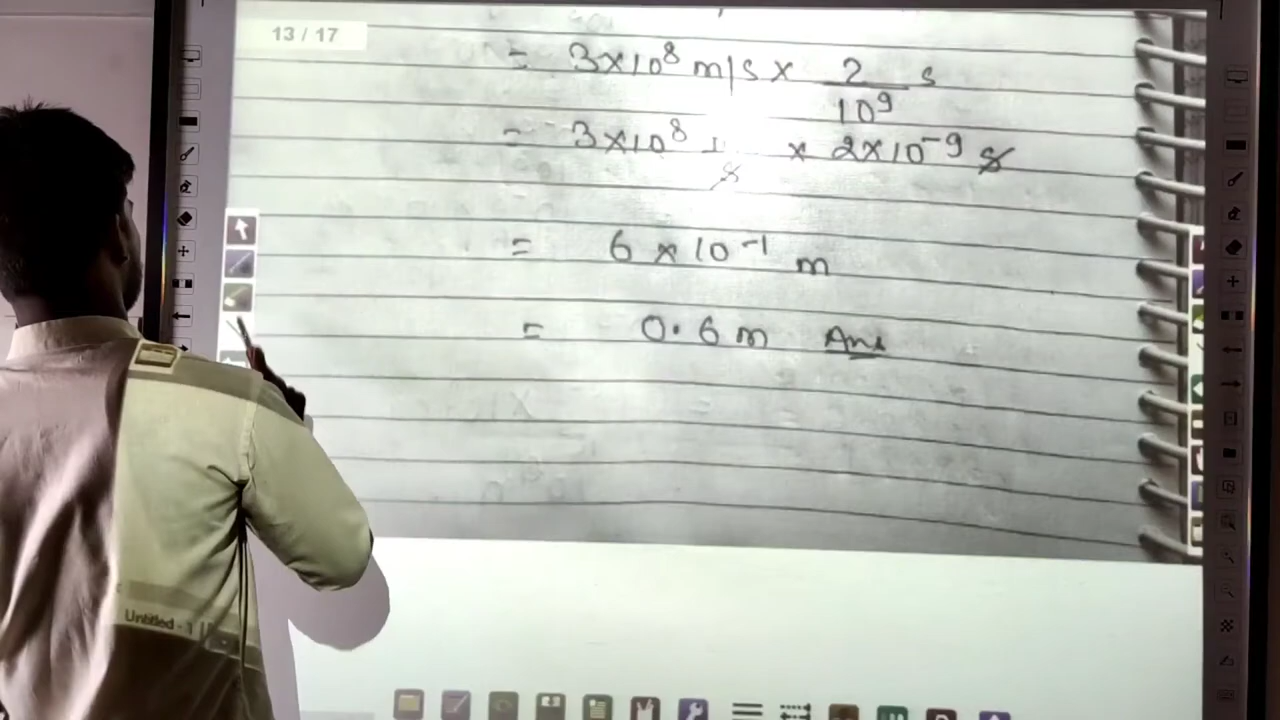 13 / 17
= 3×10⁸ m/s × 2/10⁹ s
= 3×10⁸ × 2×10⁻⁹ s
s
= 6 × 10⁻¹ m
= 0.6 m Ans
Untitled - 1